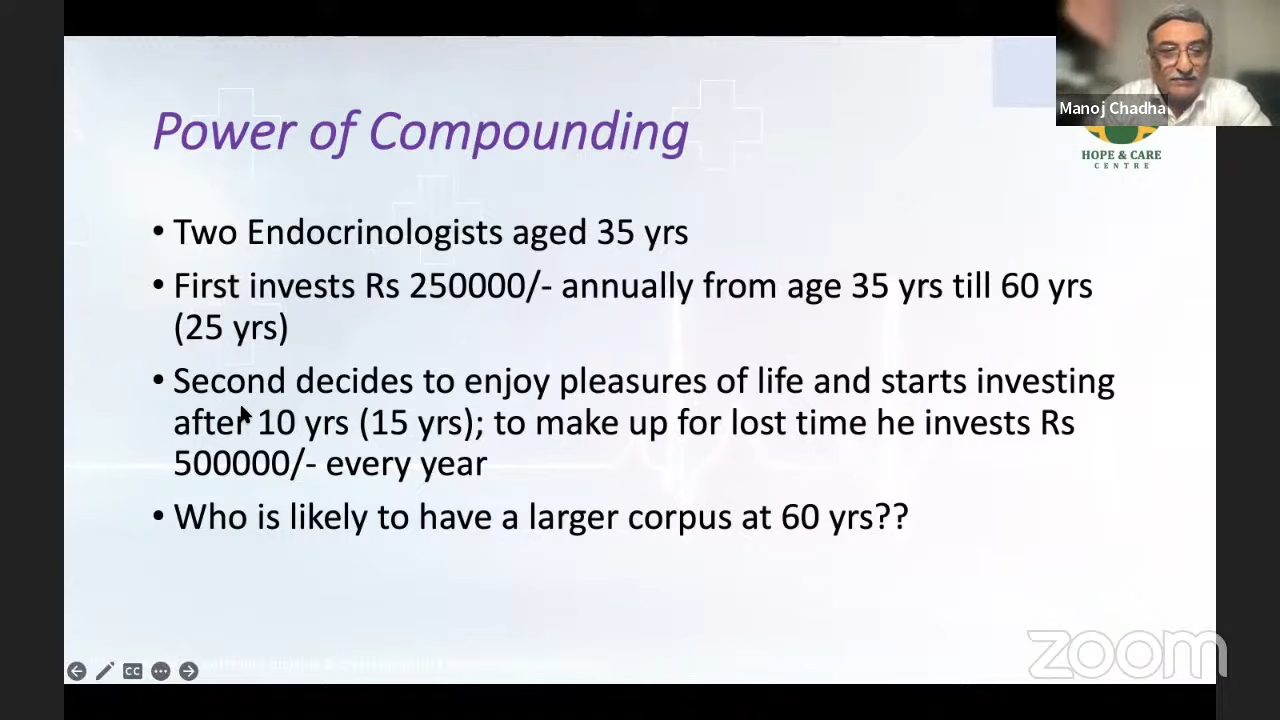 Manoj Chadha
HOPE & CARE
CENTRE
Power of Compounding
• Two Endocrinologists aged 35 yrs
• First invests Rs 250000/- annually from age 35 yrs till 60 yrs
(25 yrs)
• Second decides to enjoy pleasures of life and starts investing
after 10 yrs (15 yrs); to make up for lost time he invests Rs
500000/- every year
• Who is likely to have a larger corpus at 60 yrs??
CC
zoom